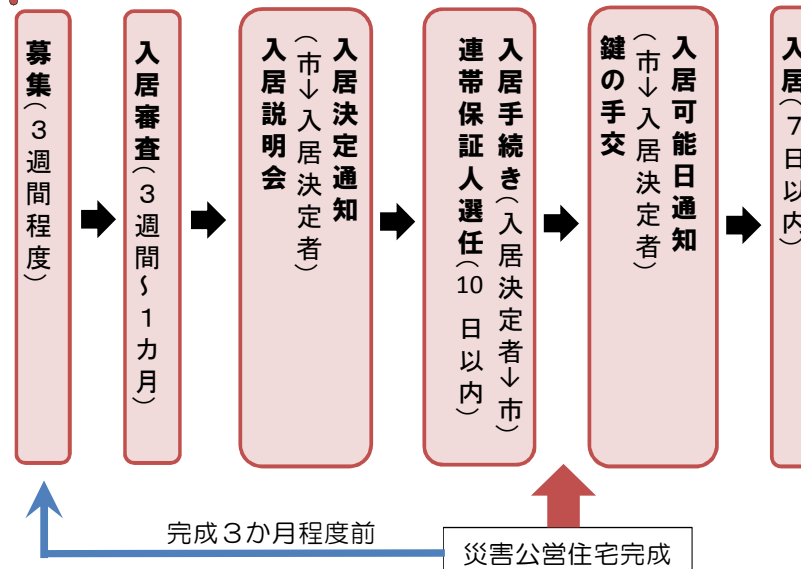 募集（３週間程度）
入居審査（３週間～１カ月）
入居決定通知
（市→入居決定者）
入居説明会
入居手続き（入居決定者→市）
連帯保証人選任（10 日以内）
入居可能日通知
（市→入居決定者）
鍵の手交
入居（７日以内）
完成３か月程度前
災害公営住宅完成